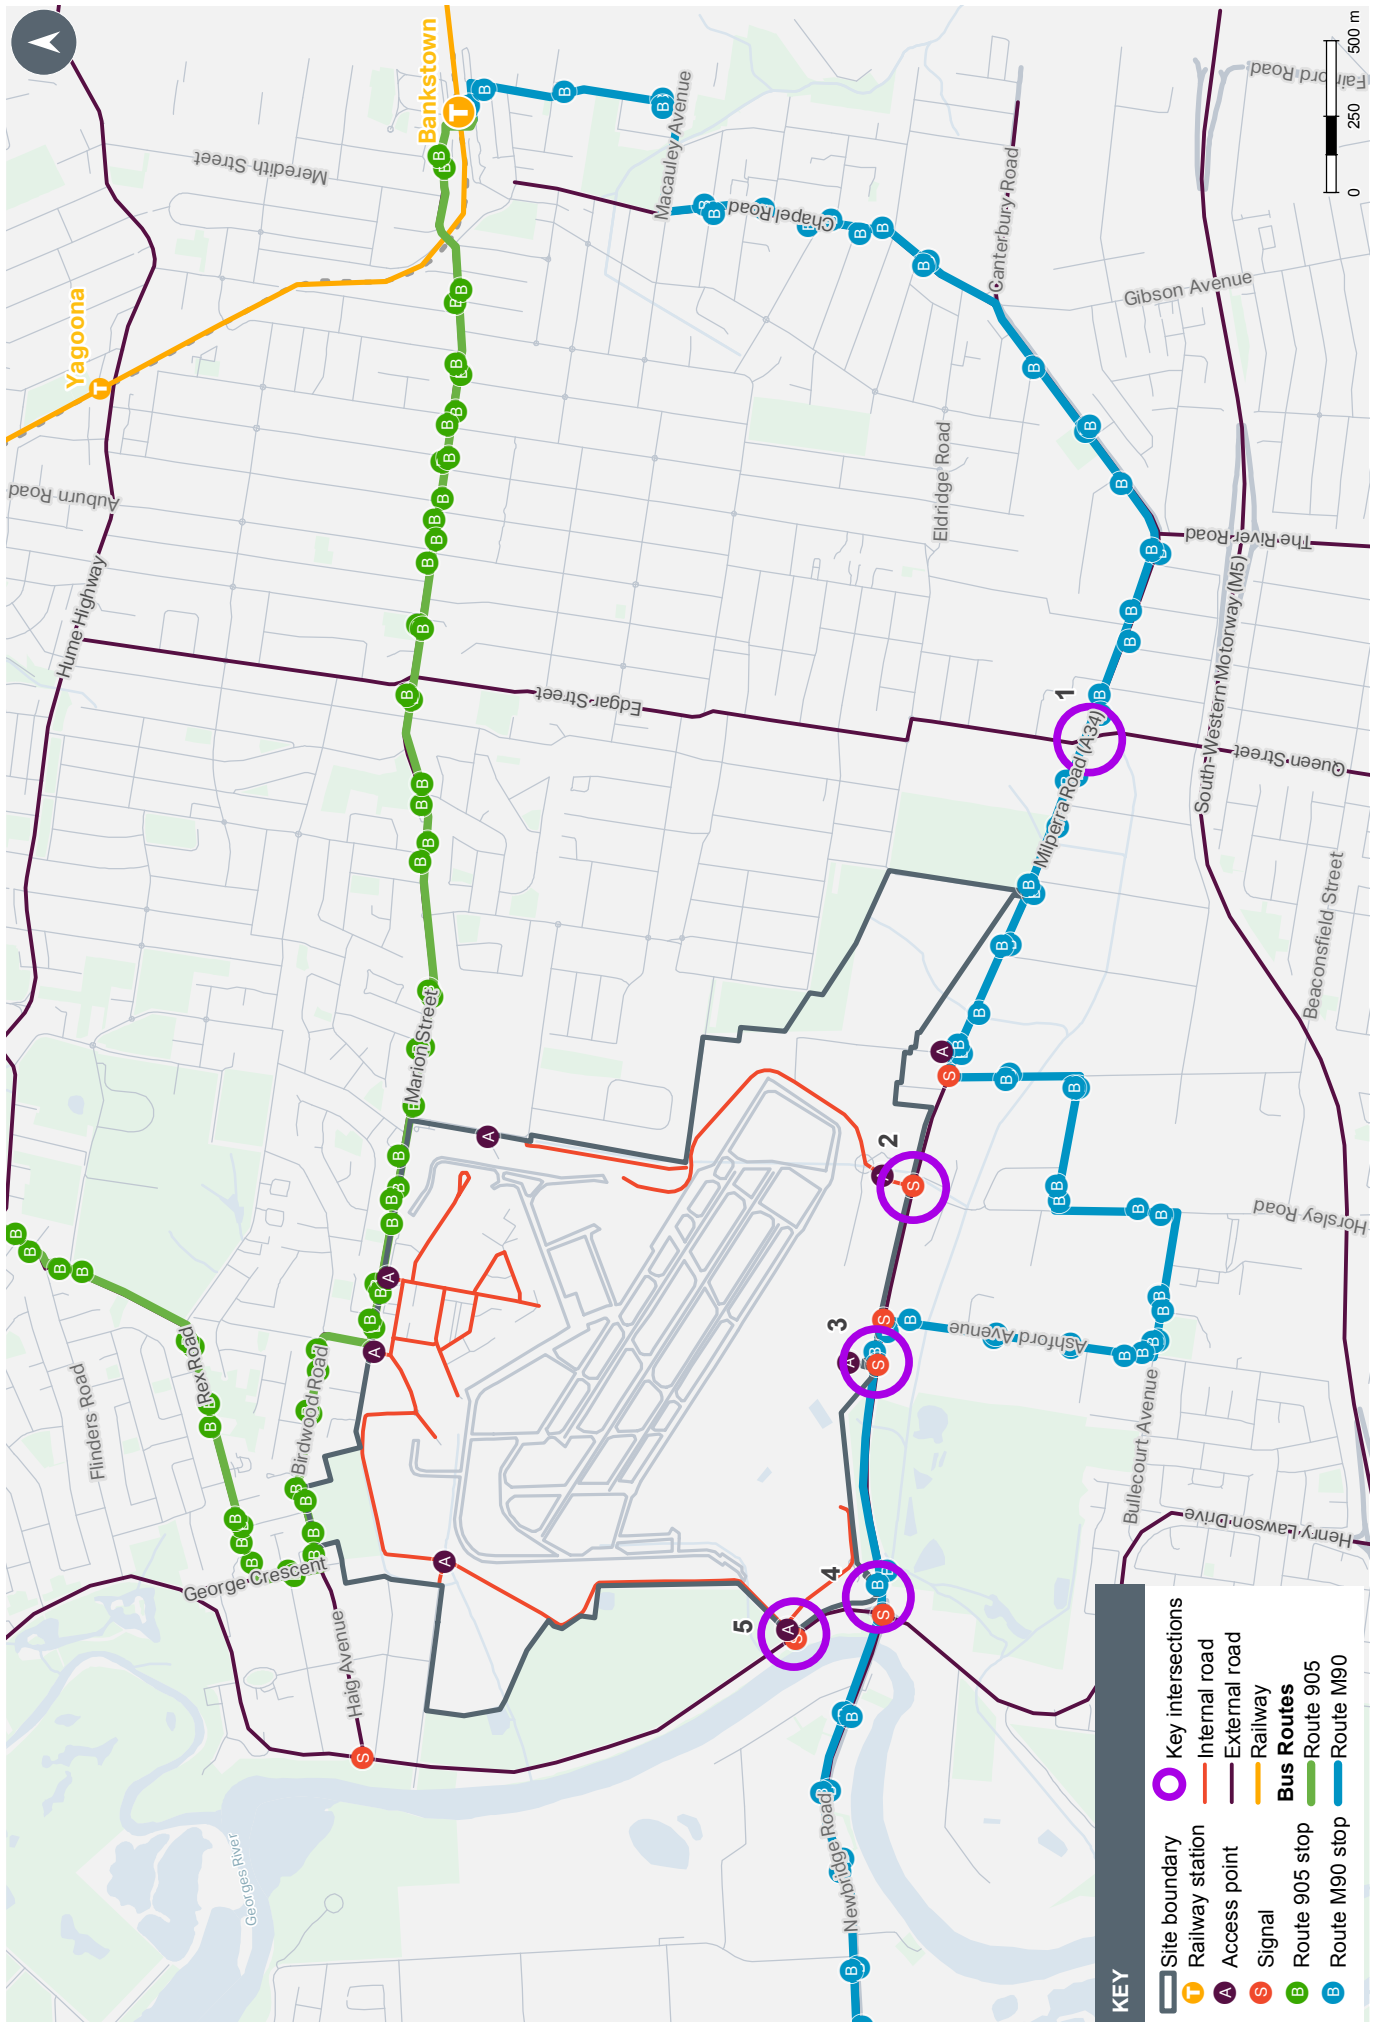 Bankstown
Yagoona
Meredith Street
Macauley Avenue
Chapel Road
Canterbury Road
Fairford Road
Gibson Avenue
Auburn Road
Hume Highway
Eldridge Road
The River Road
South-Western Motorway (M5)
Edgar Street
Queen Street
Milperra Road (A34)
Beaconsfield Street
Marion Street
Horsley Road
Ashford Avenue
Bullecourt Avenue
Henry Lawson Drive
Rex Road
Flinders Road
Birdwood Road
George Crescent
Haig Avenue
Georges River
Newbridge Road
1
2
3
4
5
0 250 500 m
KEY
Site boundary
Railway station
Access point
Signal
Route 905 stop
Route M90 stop
Key intersections
Internal road
External road
Railway
Bus Routes
Route 905
Route M90
T
A
S
B
B